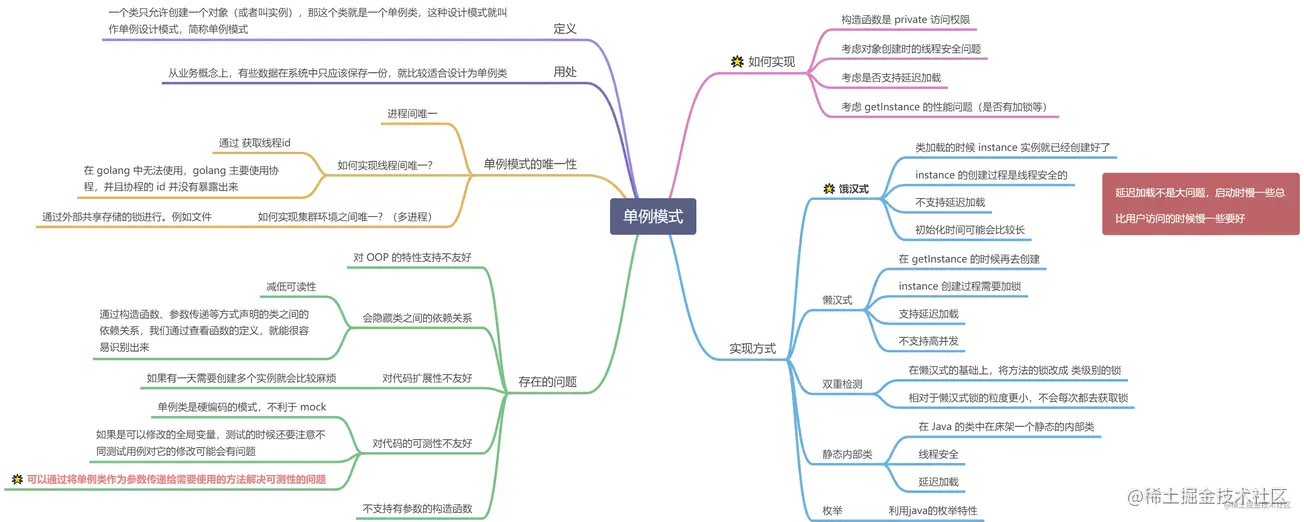 单例模式
一个类只允许创建一个对象（或者叫实例），那这个类就是一个单例类，这种设计模式就叫
作单例设计模式，简称单例模式
定义
从业务概念上，有些数据在系统中只应该保存一份，就比较适合设计为单例类
用处
进程间唯一
通过 获取线程id
在 golang 中无法使用，golang 主要使用协
程，并且协程的 id 并没有暴露出来
如何实现线程间唯一？
通过外部共享存储的锁进行。例如文件
如何实现集群环境之间唯一？（多进程）
单例模式的唯一性
对 OOP 的特性支持不友好
减低可读性
通过构造函数、参数传递等方式声明的类之间的
依赖关系，我们通过查看函数的定义，就能很容
易识别出来
会隐藏类之间的依赖关系
如果有一天需要创建多个实例就会比较麻烦
对代码扩展性不友好
单例类是硬编码的模式，不利于 mock
如果是可以修改的全局变量，测试的时候还要注意不
同测试用例对它的修改可能会有问题
可以通过将单例类作为参数传递给需要使用的方法解决可测性的问题
对代码的可测性不友好
不支持有参数的构造函数
存在的问题
如何实现
构造函数是 private 访问权限
考虑对象创建时的线程安全问题
考虑是否支持延迟加载
考虑 getInstance 的性能问题（是否有加锁等）
实现方式
饿汉式
类加载的时候 instance 实例就已经创建好了
instance 的创建过程是线程安全的
不支持延迟加载
初始化时间可能会比较长
延迟加载不是大问题，启动时慢一些总
比用户访问的时候慢一些要好
懒汉式
在 getInstance 的时候再去创建
instance 创建过程需要加锁
支持延迟加载
不支持高并发
双重检测
在懒汉式的基础上，将方法的锁改成 类级别的锁
相对于懒汉式锁的粒度更小，不会每次都去获取锁
静态内部类
在 Java 的类中在床架一个静态的内部类
线程安全
延迟加载
枚举
利用java的枚举特性
@稀土掘金技术社区
@稀土掘金技术社区